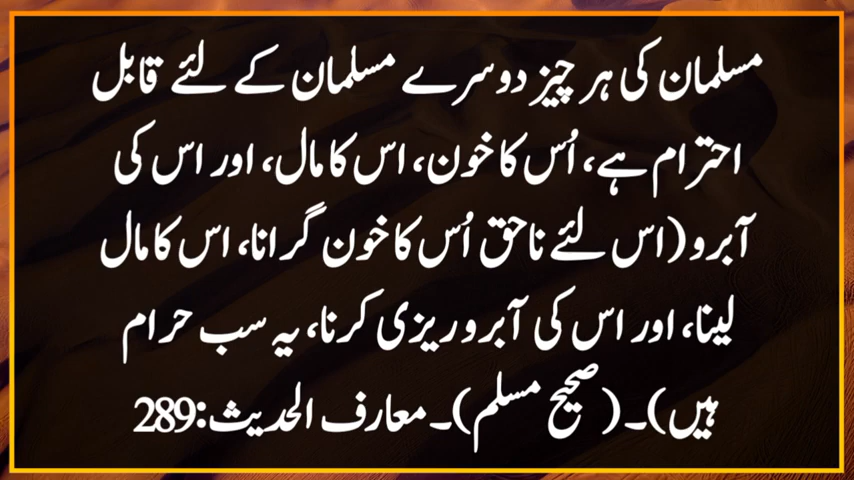 مسلمان کی ہر چیز دوسرے مسلمان کے لئے قابل
احترام ہے، اُس کا خون، اس کا مال، اور اس کی
آبرو (اس لئے ناحق اُس کا خون گرانا، اس کا مال
لینا، اور اس کی آبروریزی کرنا، یہ سب حرام
ہیں)۔ (صحیح مسلم)۔ معارف الحدیث:289